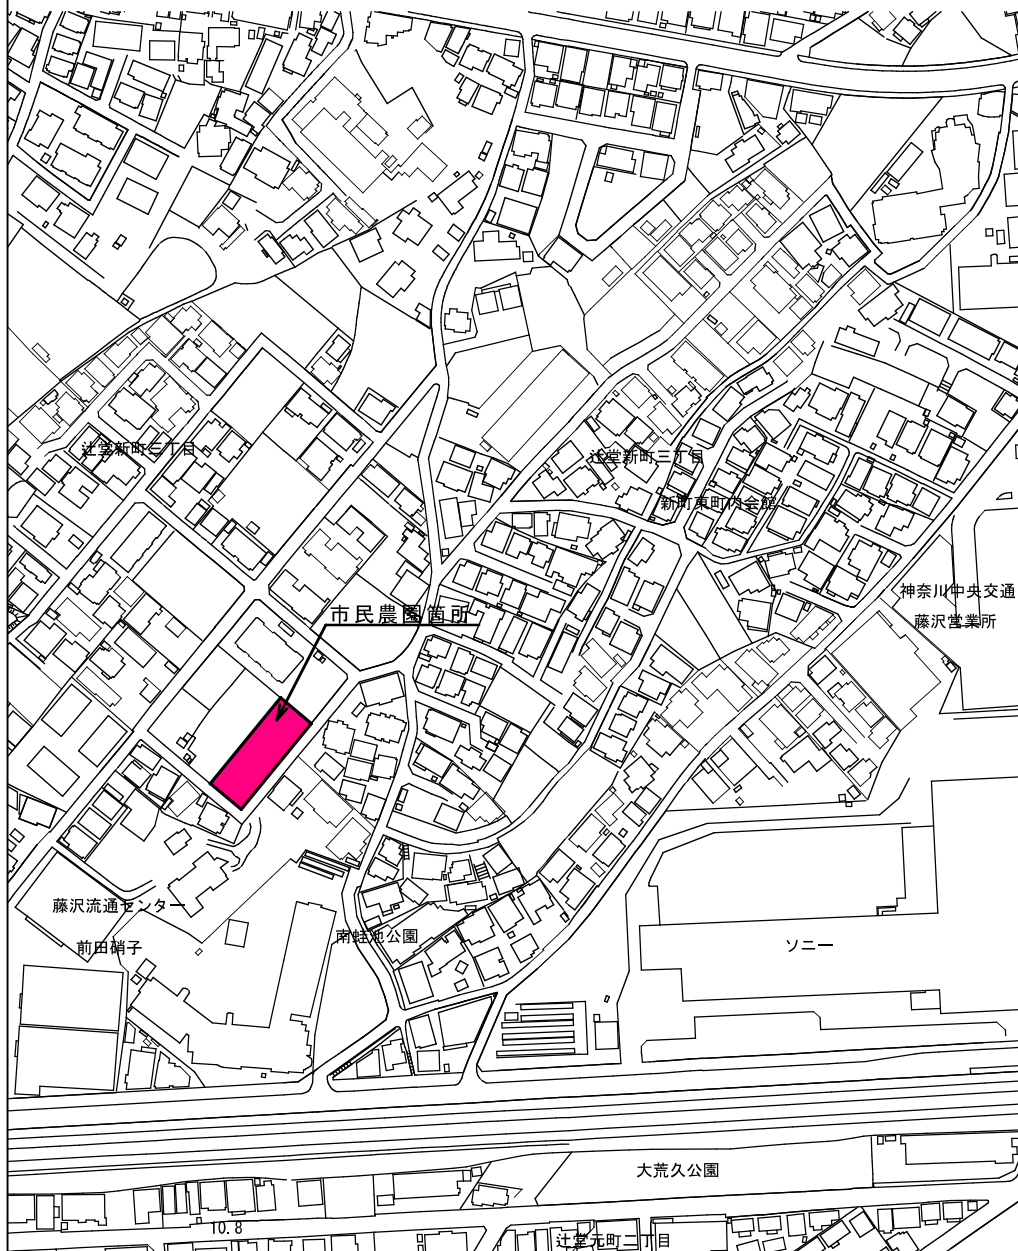 辻堂新町三丁目
辻堂新町三丁目
新町東町内会館
神奈川中央交通
藤沢営業所
市民農園箇所
藤沢流通センター
前田硝子
南蛙池公園
ソニー
大荒久公園
10.8
辻堂元町二丁目